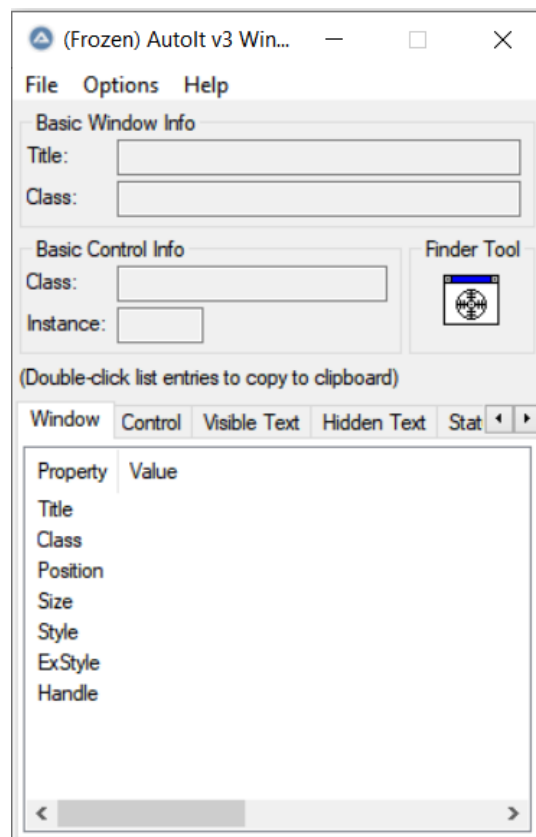 (Frozen) AutoIt v3 Win...
File Options Help
Basic Window Info
Title:
Class:
Basic Control Info
Finder Tool
Class:
Instance:
(Double-click list entries to copy to clipboard)
Window Control Visible Text Hidden Text Stat
Property Value
Title
Class
Position
Size
Style
ExStyle
Handle